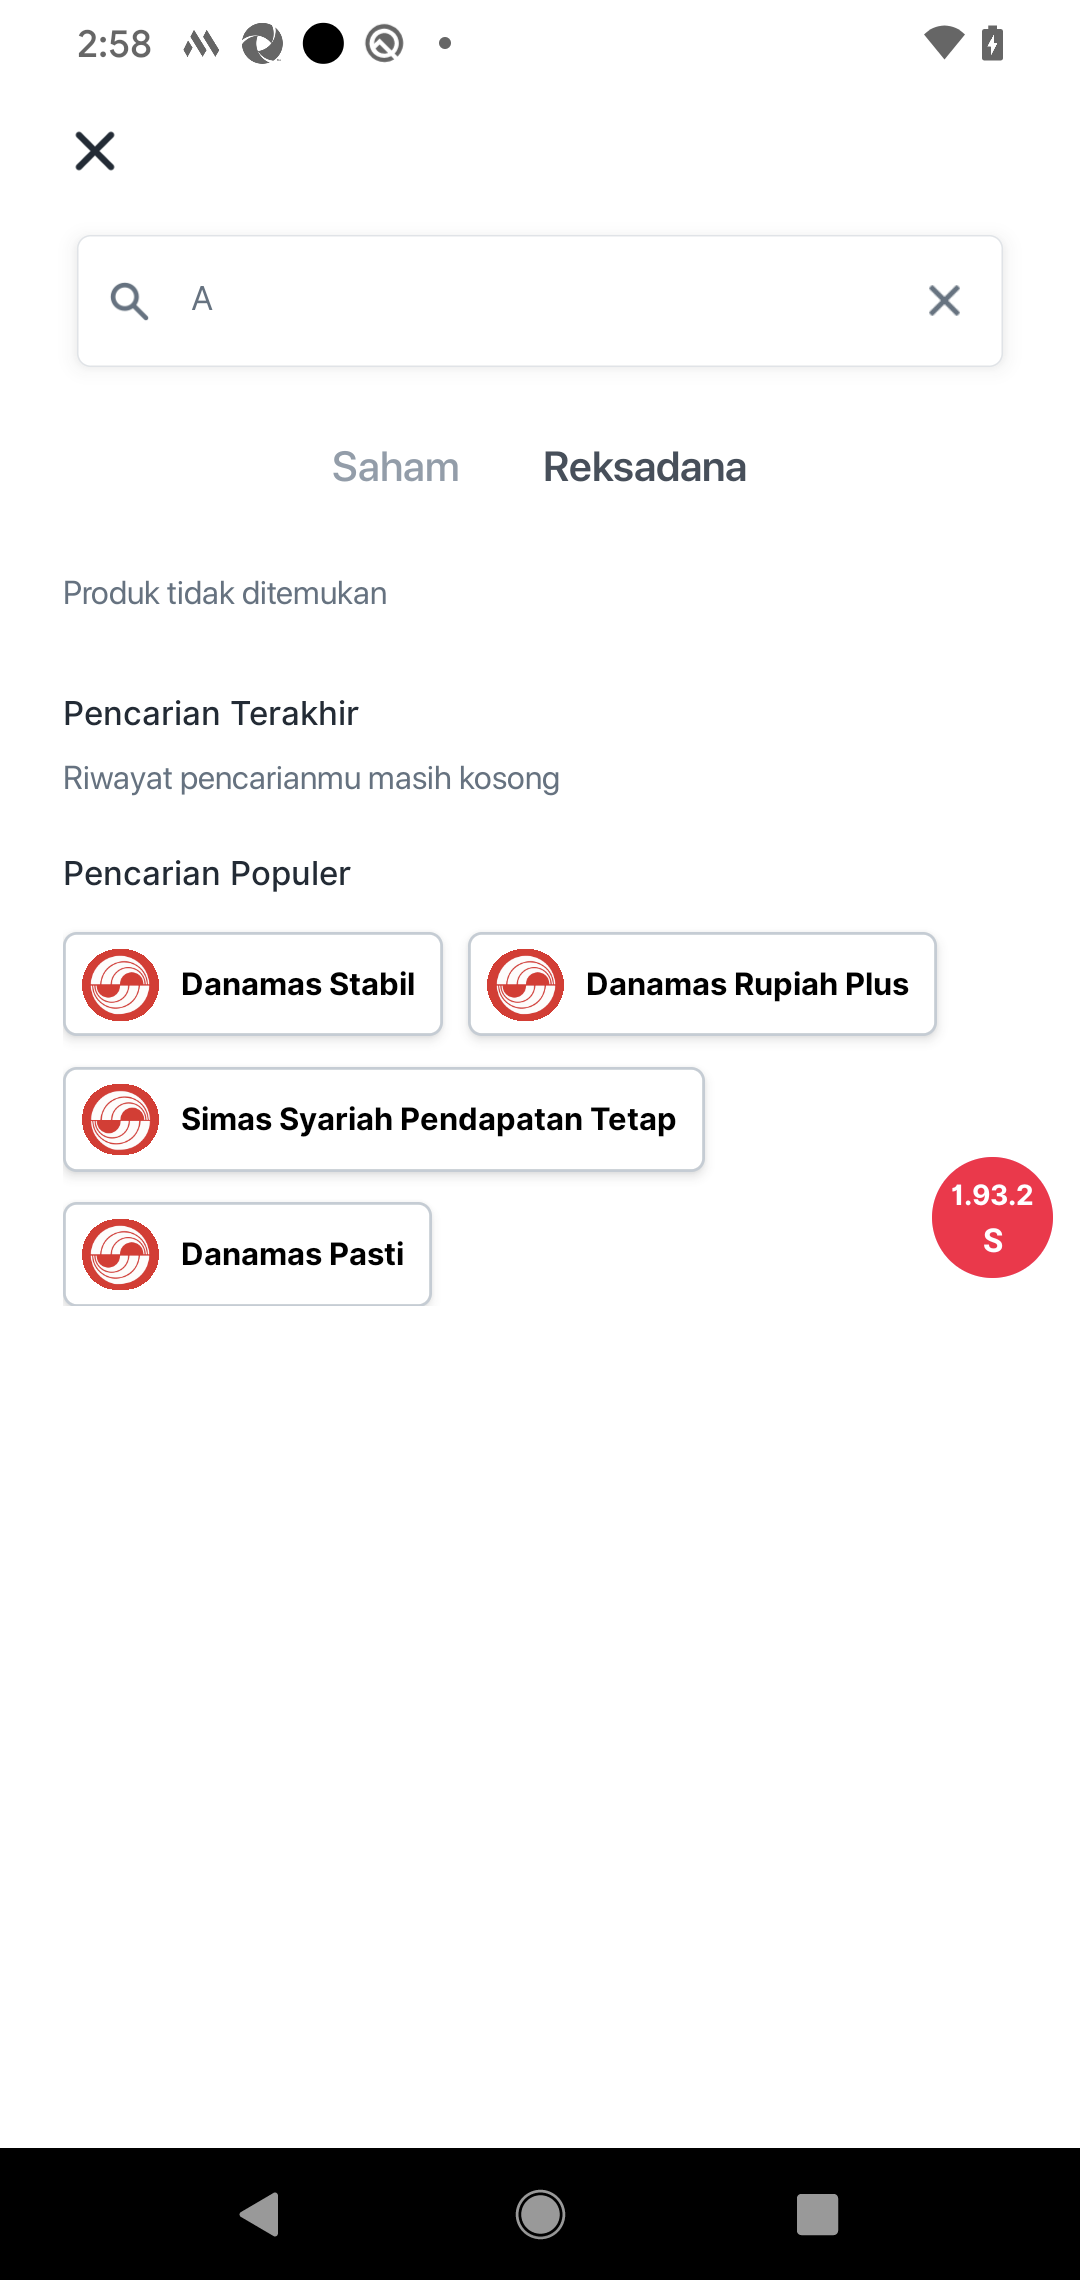 2:58
A
Saham Reksadana
Produk tidak ditemukan
Pencarian Terakhir
Riwayat pencarianmu masih kosong
Pencarian Populer
Danamas Stabil Danamas Rupiah Plus
Simas Syariah Pendapatan Tetap
1.93.2
S
Danamas Pasti